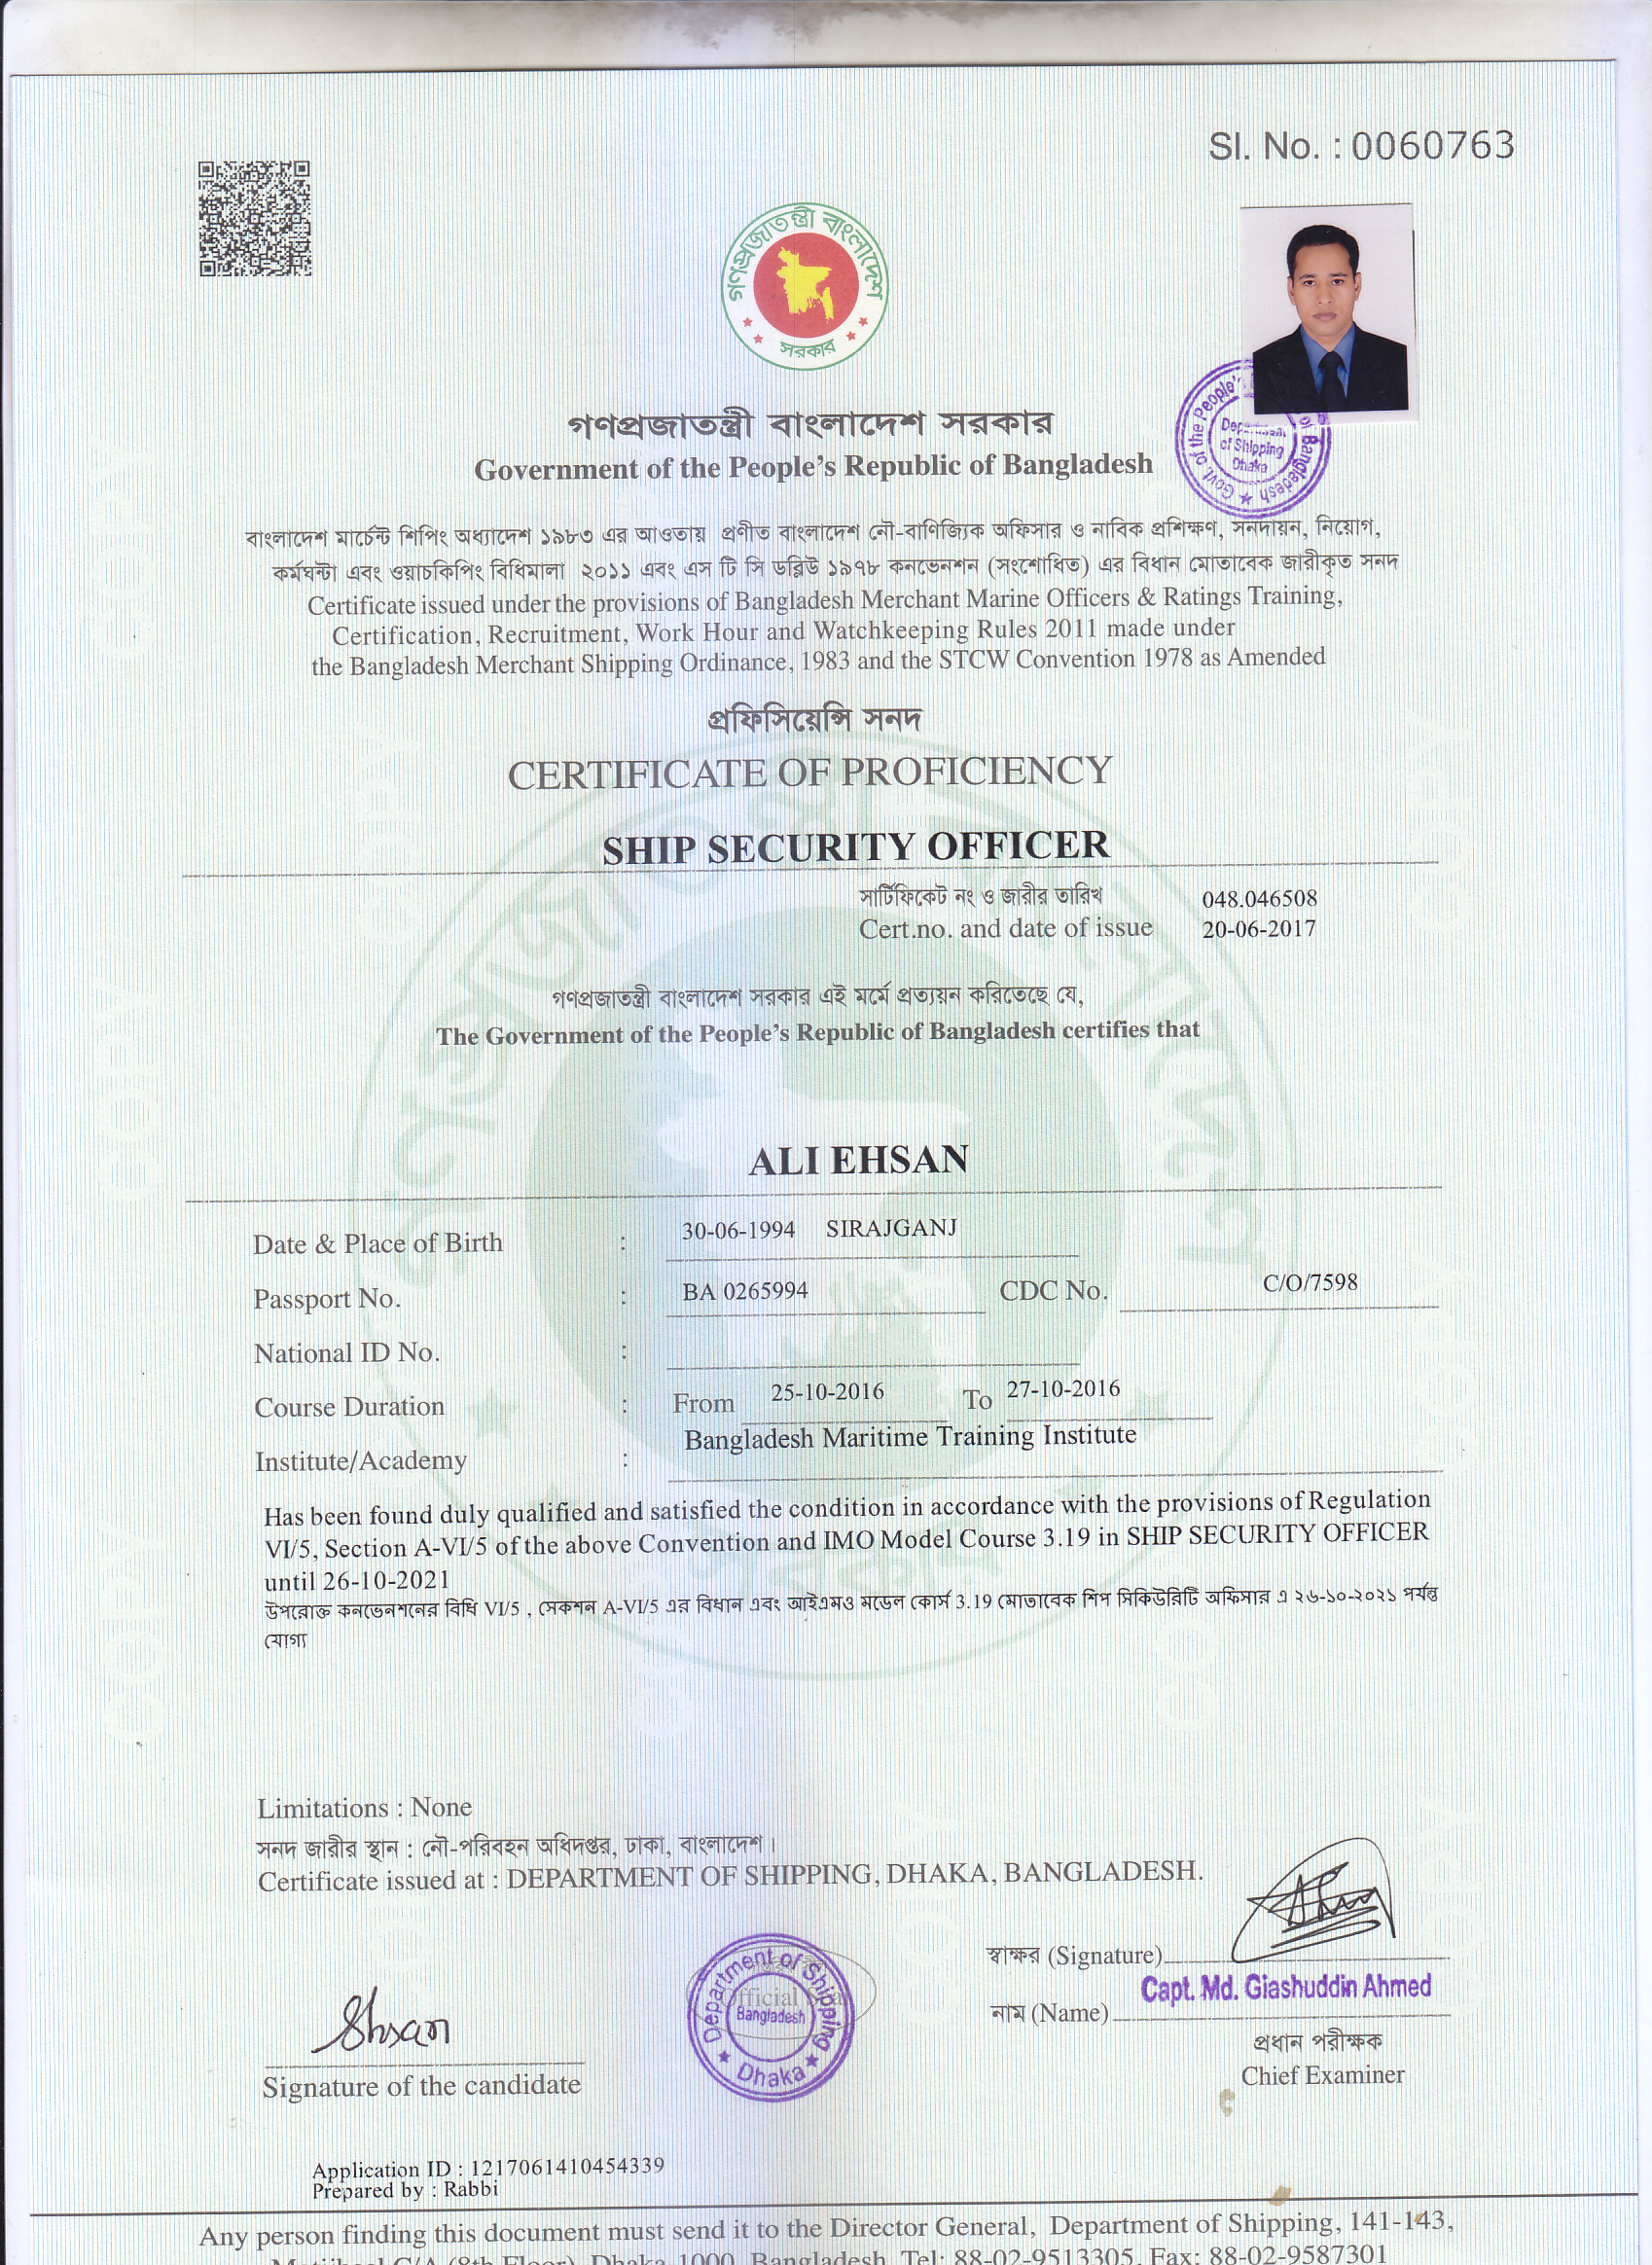 Sl. No. : 0060763
গণপ্রজাতন্ত্রী বাংলাদেশ
সরকার
Govt. of the People's Bangladesh
Department
of Shipping
Dhaka
গণপ্রজাতন্ত্রী বাংলাদেশ সরকার
Government of the People's Republic of Bangladesh
বাংলাদেশ মার্চেন্ট শিপিং অধ্যাদেশ ১৯৮৩ এর আওতায় প্রণীত বাংলাদেশ নৌ-বাণিজ্যিক অফিসার ও নাবিক প্রশিক্ষণ, সনদায়ন, নিয়োগ,
কর্মঘন্টা এবং ওয়াচকিপিং বিধিমালা ২০১১ এবং এস টি সি ডব্লিউ ১৯৭৮ কনভেনশন (সংশোধিত) এর বিধান মোতাবেক জারীকৃত সনদ
Certificate issued under the provisions of Bangladesh Merchant Marine Officers & Ratings Training,
Certification, Recruitment, Work Hour and Watchkeeping Rules 2011 made under
the Bangladesh Merchant Shipping Ordinance, 1983 and the STCW Convention 1978 as Amended
প্রফিসিয়েন্সি সনদ
CERTIFICATE OF PROFICIENCY
SHIP SECURITY OFFICER
সার্টিফিকেট নং ও জারীর তারিখ 048.046508
Cert.no. and date of issue 20-06-2017
গণপ্রজাতন্ত্রী বাংলাদেশ সরকার এই মর্মে প্রত্যয়ন করিতেছে যে,
The Government of the People's Republic of Bangladesh certifies that
ALI EHSAN
Date & Place of Birth : 30-06-1994 SIRAJGANJ
Passport No. : BA 0265994 CDC No. C/O/7598
National ID No. :
Course Duration : From 25-10-2016 To 27-10-2016
Institute/Academy : Bangladesh Maritime Training Institute
Has been found duly qualified and satisfied the condition in accordance with the provisions of Regulation
VI/5, Section A-VI/5 of the above Convention and IMO Model Course 3.19 in SHIP SECURITY OFFICER
until 26-10-2021
উপরোক্ত কনভেনশনের বিধি VI/5 , সেকশন A-VI/5 এর বিধান এবং আইএমও মডেল কোর্স 3.19 মোতাবেক শিপ সিকিউরিটি অফিসার এ ২৬-১০-২০২১ পর্যন্ত
যোগ্য
Limitations : None
সনদ জারীর স্থান : নৌ-পরিবহন অধিদপ্তর, ঢাকা, বাংলাদেশ।
Certificate issued at : DEPARTMENT OF SHIPPING, DHAKA, BANGLADESH.
স্বাক্ষর (Signature)
নাম (Name) Capt. Md. Giashuddin Ahmed
প্রধান পরীক্ষক
Chief Examiner
Department of Shipping
Official
Bangladesh
Dhaka
Ehsan
Signature of the candidate
Application ID : 1217061410454339
Prepared by : Rabbi
Any person finding this document must send it to the Director General, Department of Shipping, 141-143,
Motijheel C/A (8th Floor), Dhaka-1000, Bangladesh, Tel: 88-02-9513305, Fax: 88-02-9587301